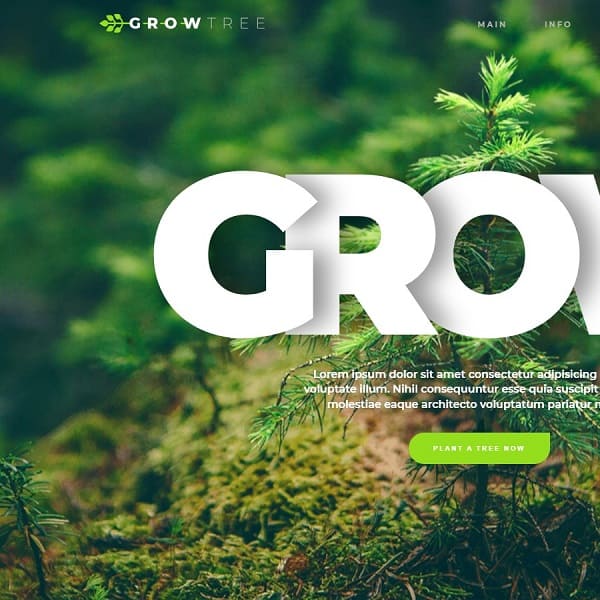 GROWTREE
MAIN INFO
GROW
Lorem ipsum dolor sit amet consectetur adipisicing
voluptate illum. Nihil consequuntur esse quia suscipit
molestiae eaque architecto voluptatum pariatur
PLANT A TREE NOW